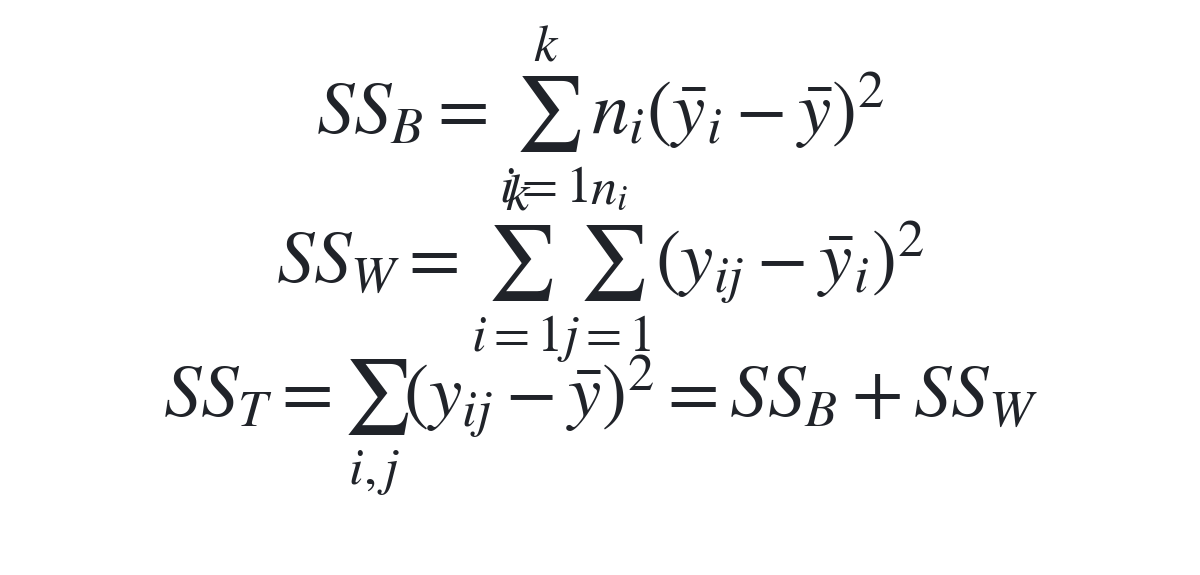 $SS_B = \sum_{i=1}^{k} n_i(\bar{y}_i - \bar{y})^2$
$SS_W = \sum_{i=1}^{k} \sum_{j=1}^{n_i} (y_{ij} - \bar{y}_i)^2$
$SS_T = \sum_{i,j} (y_{ij} - \bar{y})^2 = SS_B + SS_W$